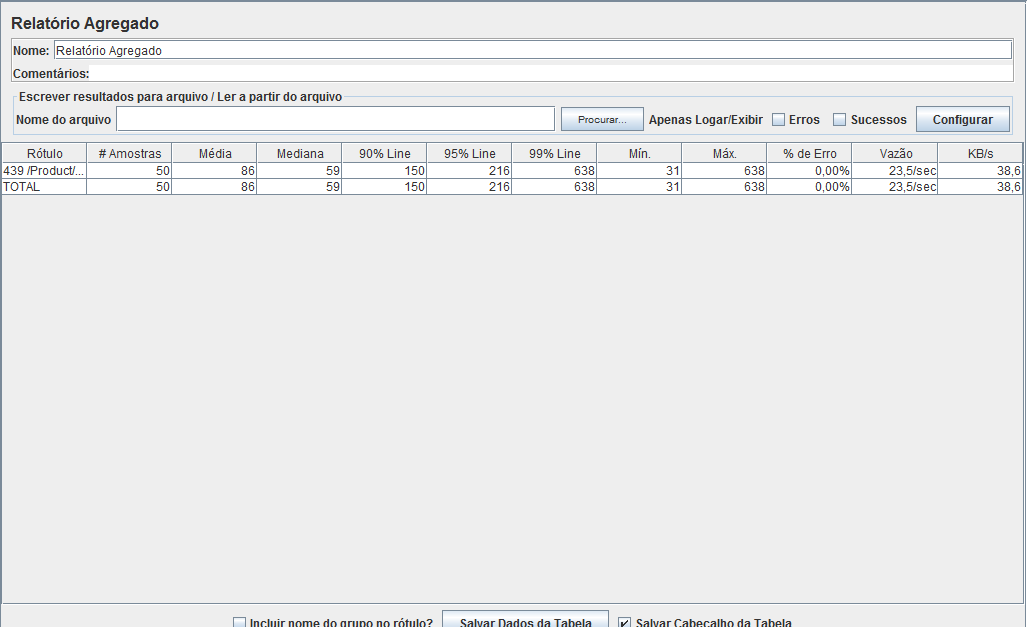 Relatório Agregado
Nome: Relatório Agregado
Comentários:
Escrever resultados para arquivo / Ler a partir do arquivo
Nome do arquivo Procurar... Apenas Logar/Exibir Erros Sucessos Configurar
Rótulo # Amostras Média Mediana 90% Line 95% Line 99% Line Mín. Máx. % de Erro Vazão KB/s
439 /Product/... 50 86 59 150 216 638 31 638 0,00% 23,5/sec 38,6
TOTAL 50 86 59 150 216 638 31 638 0,00% 23,5/sec 38,6
Incluir nome do grupo no rótulo? Salvar Dados da Tabela Salvar Cabeçalho da Tabela